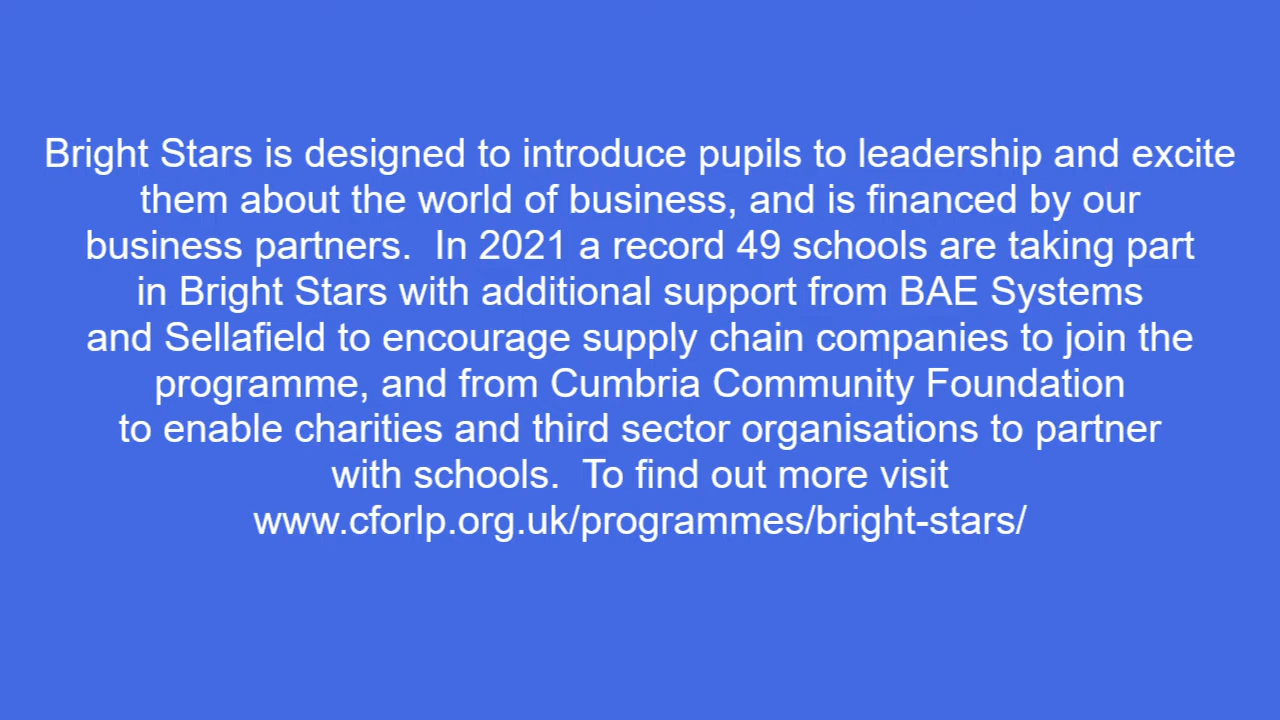 Bright Stars is designed to introduce pupils to leadership and excite
them about the world of business, and is financed by our
business partners.  In 2021 a record 49 schools are taking part
in Bright Stars with additional support from BAE Systems
and Sellafield to encourage supply chain companies to join the
programme, and from Cumbria Community Foundation
to enable charities and third sector organisations to partner
with schools.  To find out more visit
www.cforlp.org.uk/programmes/bright-stars/